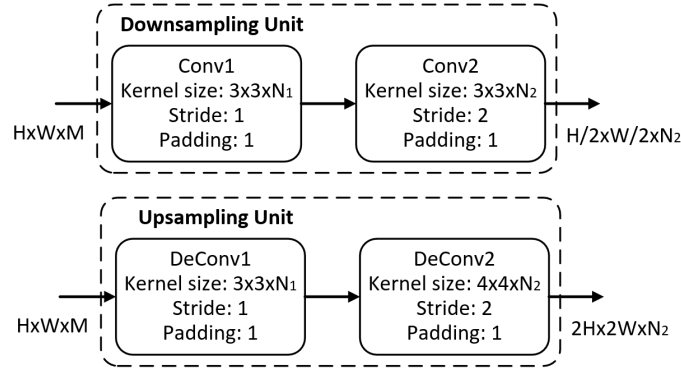 Downsampling Unit
Conv1
Kernel size: 3x3xN₁
Stride: 1
Padding: 1
Conv2
Kernel size: 3x3xN₂
Stride: 2
Padding: 1
HxWxM
H/2xW/2xN₂
Upsampling Unit
DeConv1
Kernel size: 3x3xN₁
Stride: 1
Padding: 1
DeConv2
Kernel size: 4x4xN₂
Stride: 2
Padding: 1
HxWxM
2Hx2WxN₂